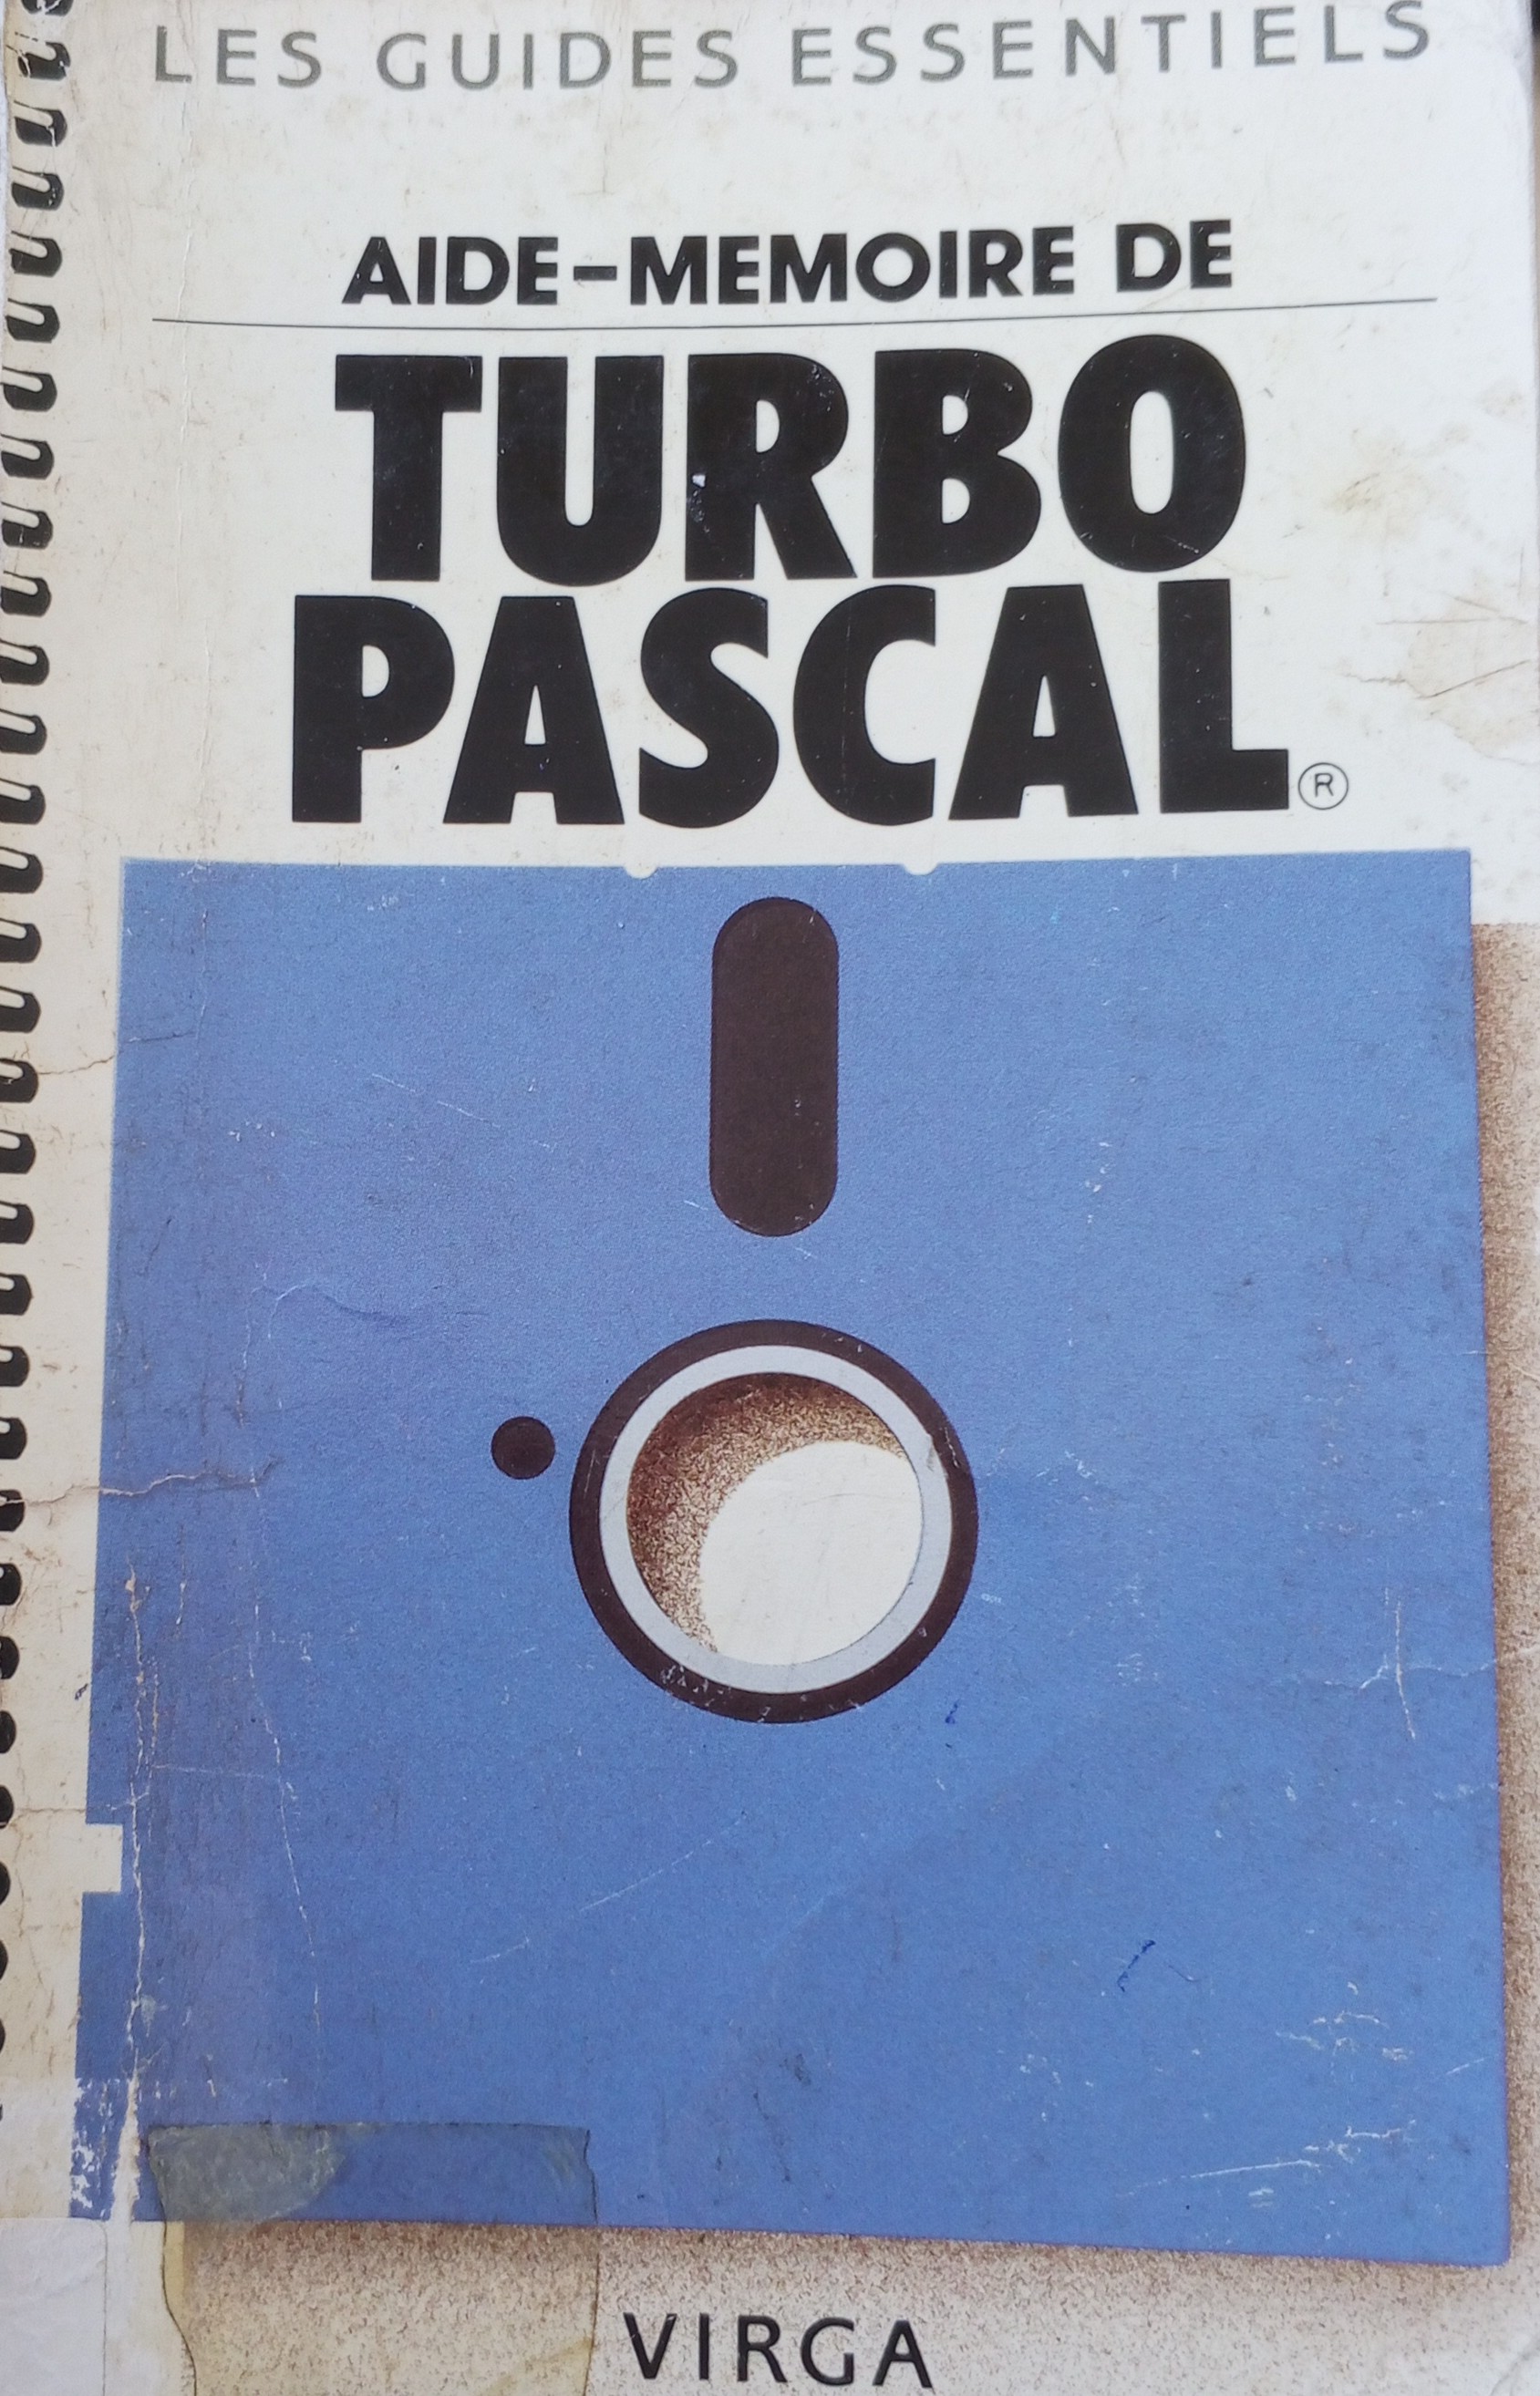 LES GUIDES ESSENTIELS
AIDE-MEMOIRE DE
TURBO
PASCAL®
VIRGA